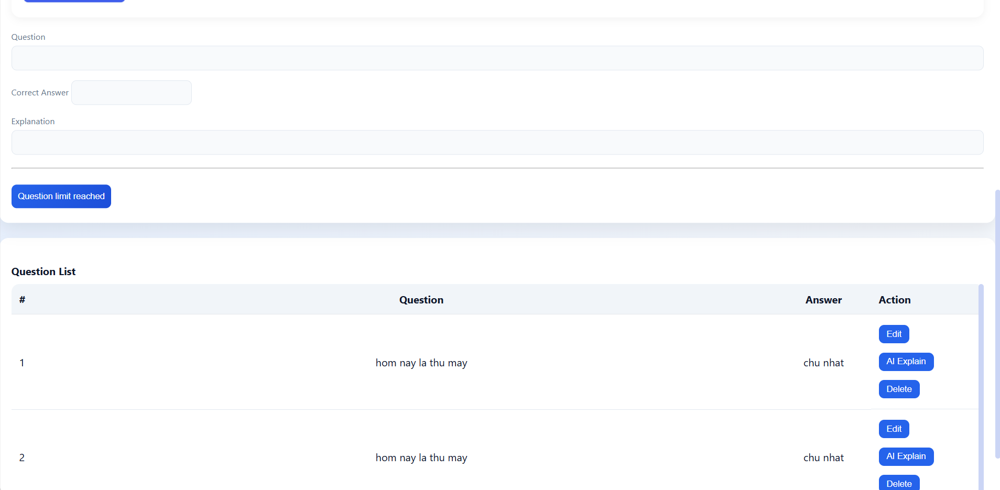 Question
Correct Answer
Explanation
Question limit reached
Question List
# Question Answer Action
Edit
1 hom nay la thu may chu nhat AI Explain
Delete
Edit
2 hom nay la thu may chu nhat AI Explain
Delete